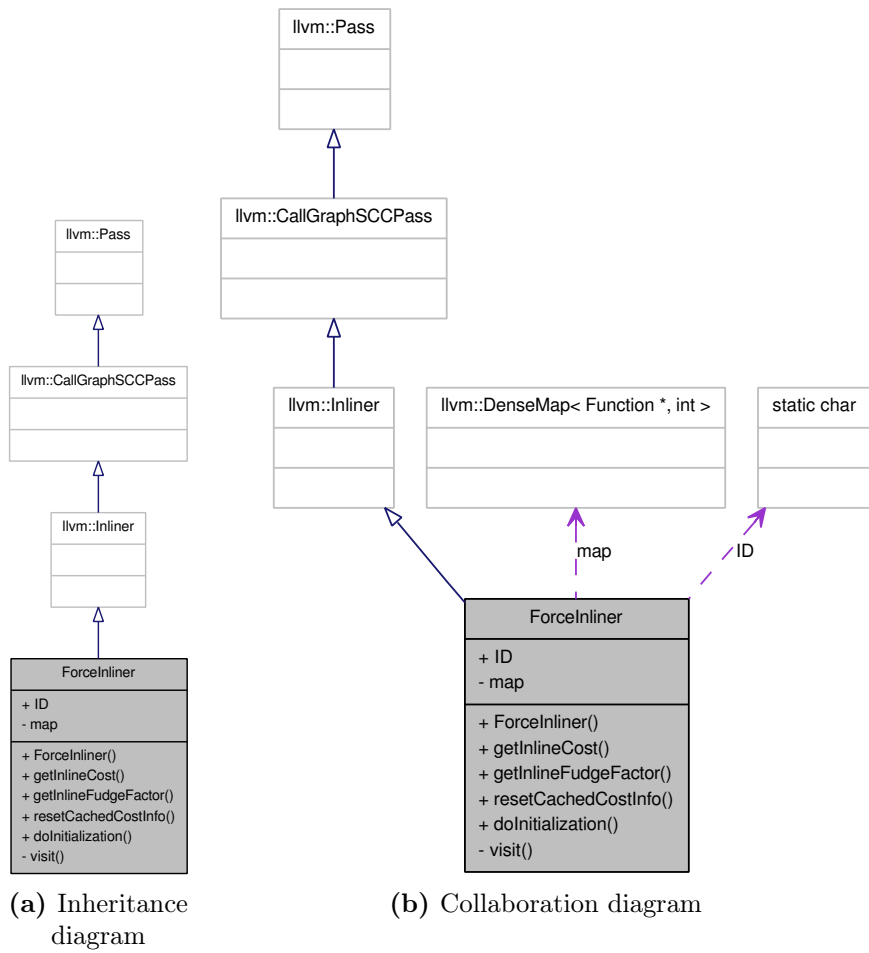 llvm::Pass
llvm::CallGraphSCCPass
llvm::Inliner
ForceInliner
+ ID
- map
+ ForceInliner()
+ getInlineCost()
+ getInlineFudgeFactor()
+ resetCachedCostInfo()
+ doInitialization()
- visit()
(a) Inheritance
diagram
llvm::Pass
llvm::CallGraphSCCPass
llvm::Inliner
llvm::DenseMap< Function *, int >
static char
map
ID
ForceInliner
+ ID
- map
+ ForceInliner()
+ getInlineCost()
+ getInlineFudgeFactor()
+ resetCachedCostInfo()
+ doInitialization()
- visit()
(b) Collaboration diagram